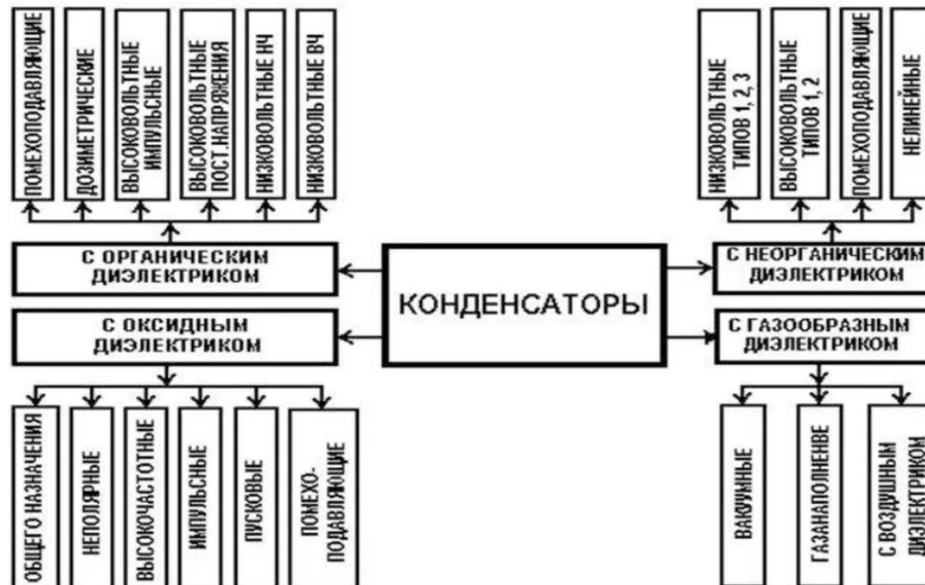 ПОМЕХОПОДАВЛЯЮЩИЕ
ДОЗИМЕТРИЧЕСКИЕ
ВЫСОКОВОЛЬТНЫЕ
ИМПУЛЬСНЫЕ
ВЫСОКОВОЛЬТНЫЕ
ПОСТ.НАПРЯЖЕНИЯ
НИЗКОВОЛЬТНЫЕ НЧ
НИЗКОВОЛЬТНЫЕ ВЧ
НИЗКОВОЛЬТНЫЕ
ТИПОВ 1, 2, 3
ВЫСОКОВОЛЬТНЫЕ
ТИПОВ 1, 2
ПОМЕХОПОДАВЛЯЮЩИЕ
НЕЛИНЕЙНЫЕ
С ОРГАНИЧЕСКИМ
ДИЭЛЕКТРИКОМ
КОНДЕНСАТОРЫ
С НЕОРГАНИЧЕСКИМ
ДИЭЛЕКТРИКОМ
С ОКСИДНЫМ
ДИЭЛЕКТРИКОМ
С ГАЗООБРАЗНЫМ
ДИЭЛЕКТРИКОМ
ОБЩЕГО НАЗНАЧЕНИЯ
НЕПОЛЯРНЫЕ
ВЫСОКОЧАСТОТНЫЕ
ИМПУЛЬСНЫЕ
ПУСКОВЫЕ
ПОМЕХО-
ПОДАВЛЯЮЩИЕ
ВАКУУМНЫЕ
ГАЗАНАПОЛНЕНВЕ
С ВОЗДУШНЫМ
ДИЭЛЕКТРИКОМ